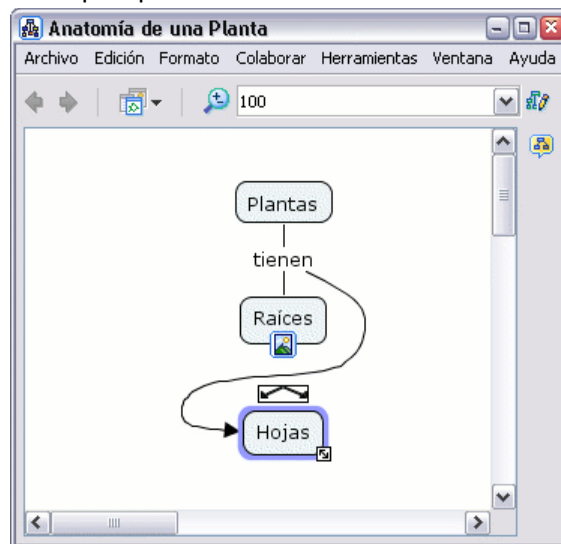 Anatomía de una Planta
Archivo Edición Formato Colaborar Herramientas Ventana Ayuda
100
Plantas
tienen
Raíces
Hojas